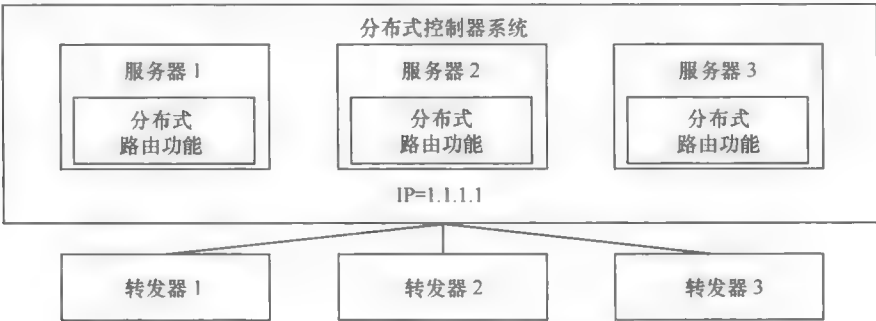 分布式控制器系统
服务器 1
服务器 2
服务器 3
分布式
路由功能
分布式
路由功能
分布式
路由功能
IP=1.1.1.1
转发器 1
转发器 2
转发器 3